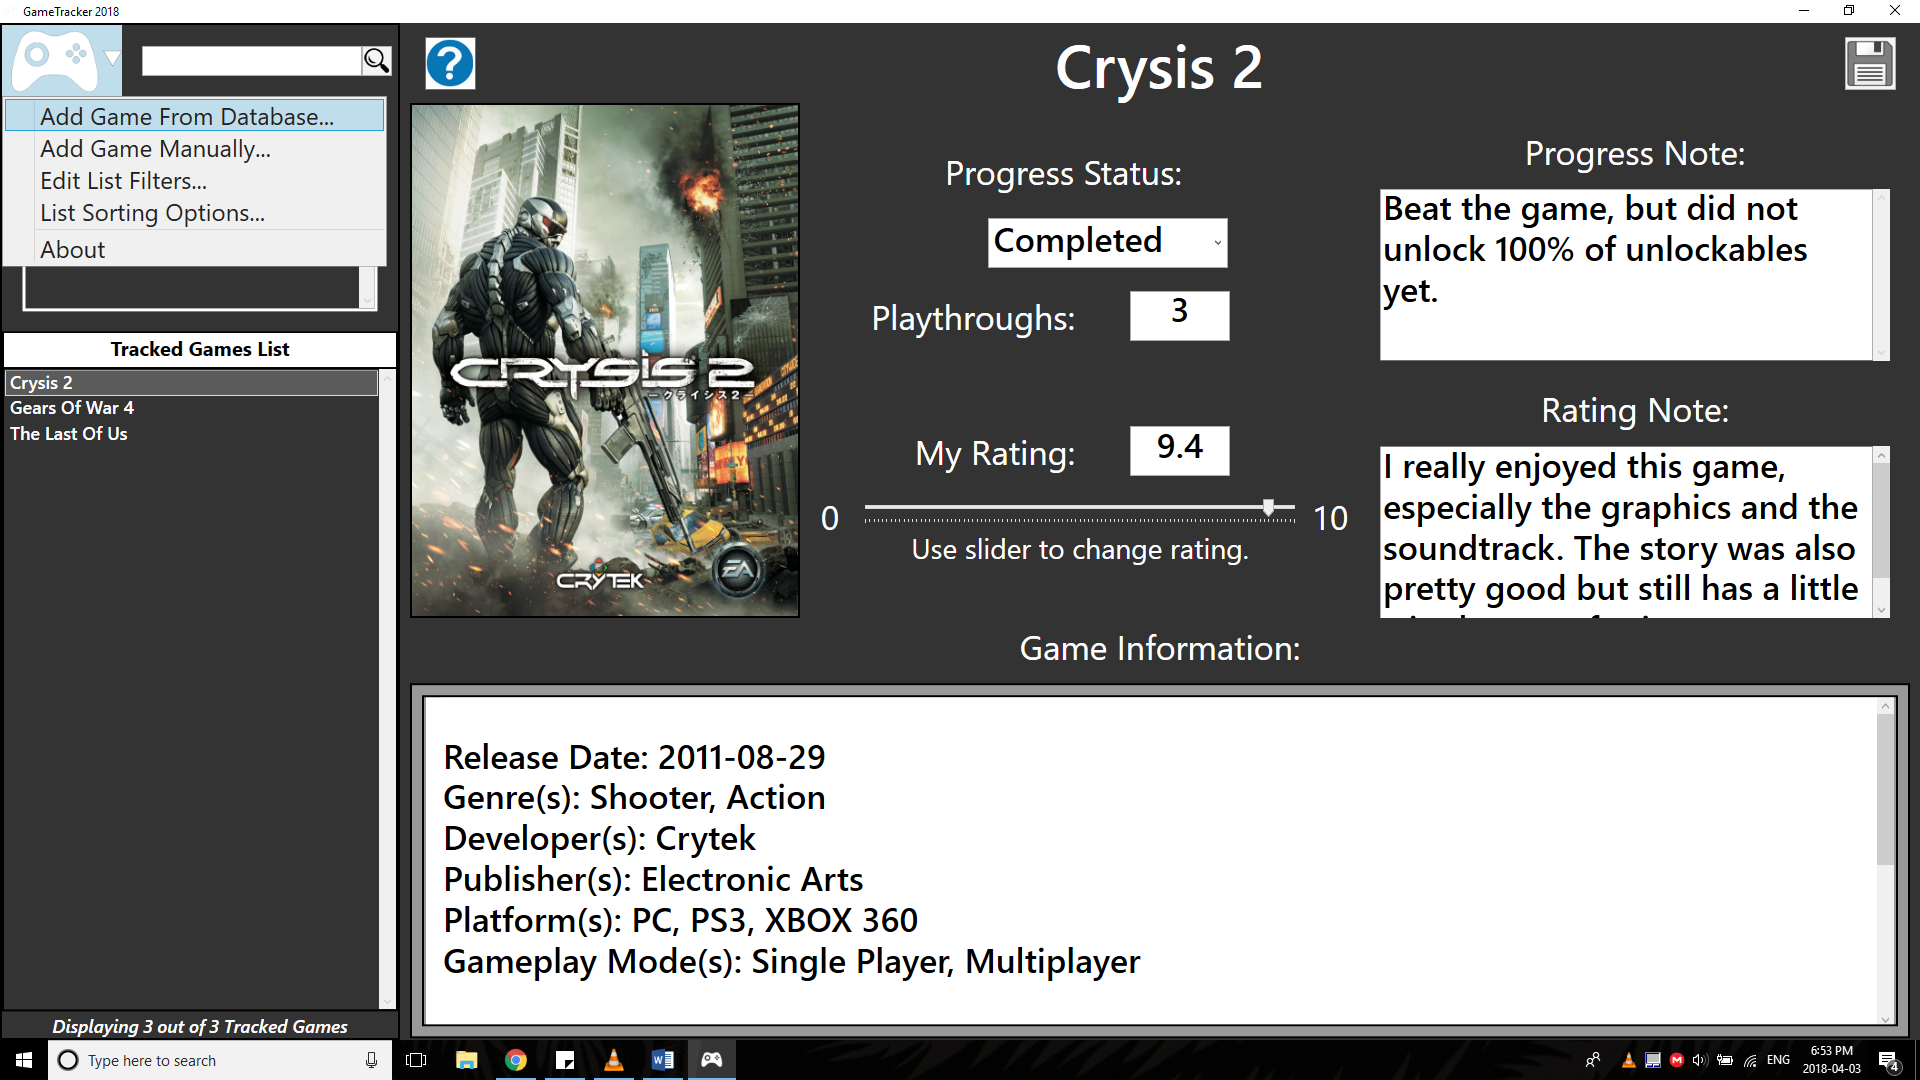 GameTracker 2018
Add Game From Database...
Add Game Manually...
Edit List Filters...
List Sorting Options...
About
Tracked Games List
Crysis 2
Gears Of War 4
The Last Of Us
Displaying 3 out of 3 Tracked Games
?
Crysis 2
CRYSIS 2
クライシス2
CRYTEK
EA
Progress Status:
Completed
Playthroughs:
3
My Rating:
9.4
0
10
Use slider to change rating.
Progress Note:
Beat the game, but did not
unlock 100% of unlockables
yet.
Rating Note:
I really enjoyed this game,
especially the graphics and the
soundtrack. The story was also
pretty good but still has a little
Game Information:
Release Date: 2011-08-29
Genre(s): Shooter, Action
Developer(s): Crytek
Publisher(s): Electronic Arts
Platform(s): PC, PS3, XBOX 360
Gameplay Mode(s): Single Player, Multiplayer
Type here to search
ENG
6:53 PM
2018-04-03
4